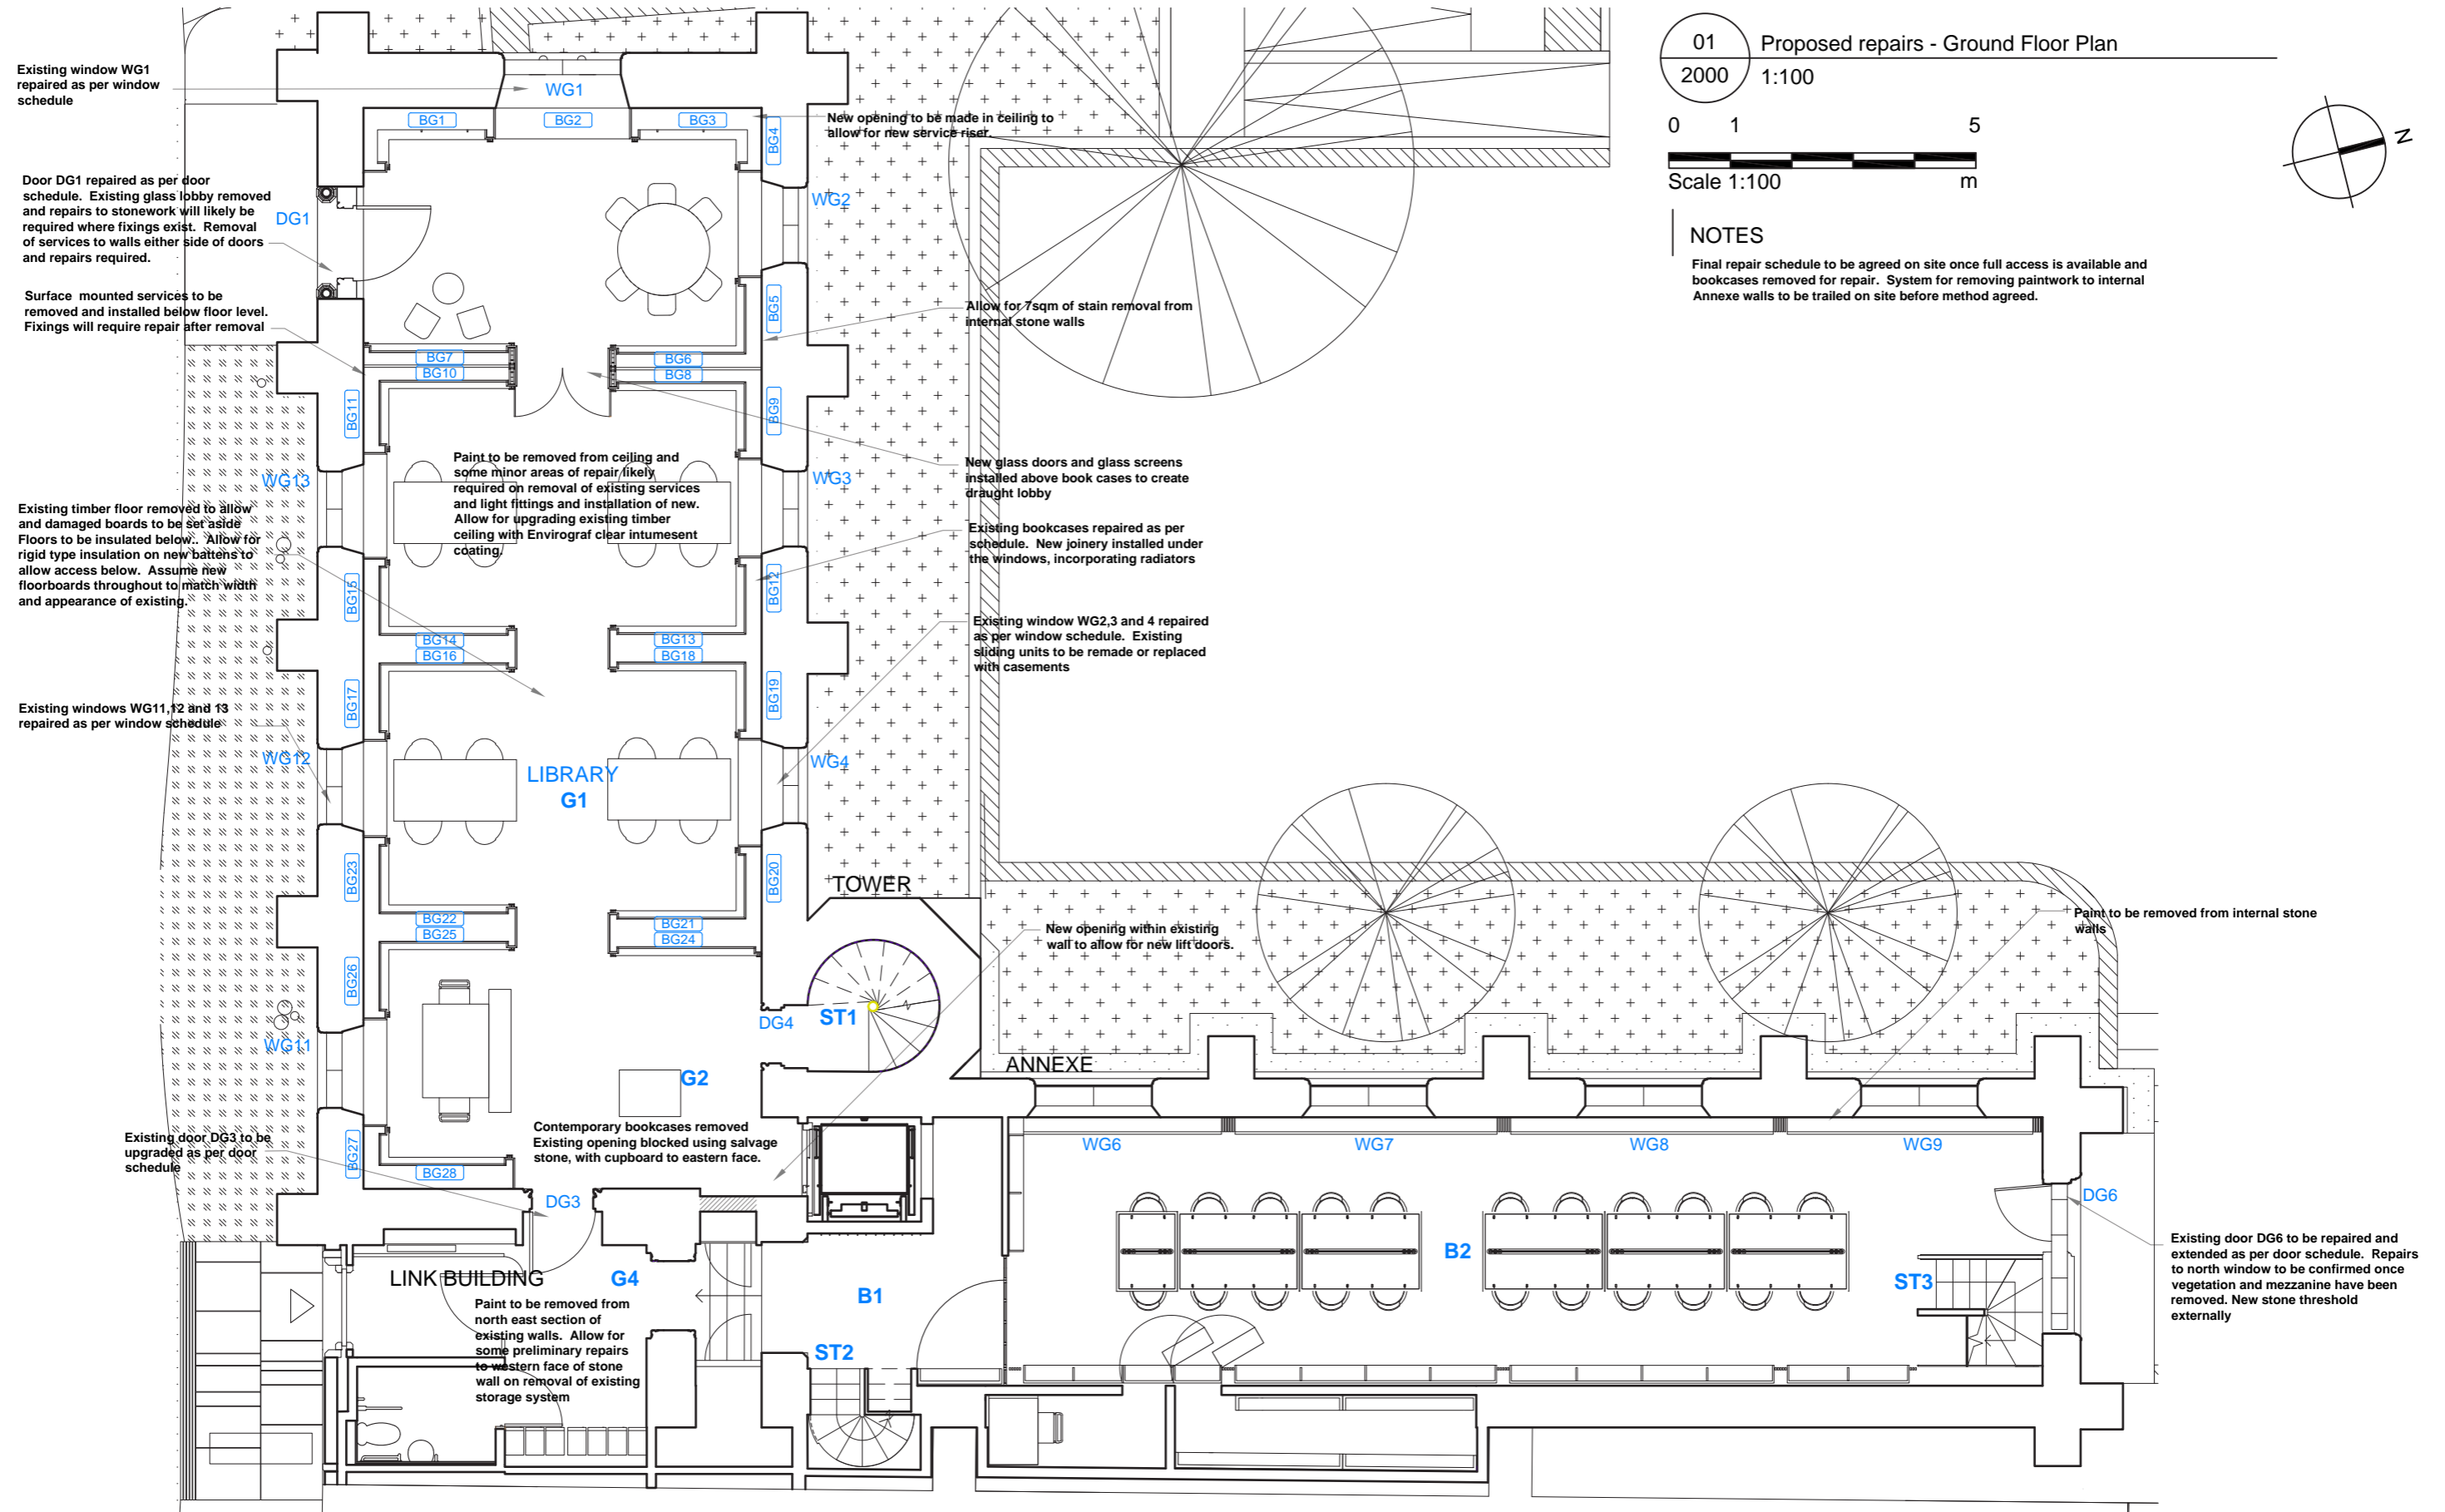 01
2000
Proposed repairs - Ground Floor Plan
1:100
0 1 5
Scale 1:100 m
N
NOTES
Final repair schedule to be agreed on site once full access is available and
bookcases removed for repair. System for removing paintwork to internal
Annexe walls to be trailed on site before method agreed.
Existing window WG1
repaired as per window
schedule
WG1
BG1
BG2
BG3
BG4
New opening to be made in ceiling to
allow for new service riser.
Door DG1 repaired as per door
schedule. Existing glass lobby removed
and repairs to stonework will likely be
required where fixings exist. Removal
of services to walls either side of doors
and repairs required.
DG1
WG2
Surface mounted services to be
removed and installed below floor level.
Fixings will require repair after removal
BG5
Allow for 7sqm of stain removal from
internal stone walls
BG7
BG10
BG6
BG8
BG11
BG9
Paint to be removed from ceiling and
some minor areas of repair likely
required on removal of existing services
and light fittings and installation of new.
Allow for upgrading existing timber
ceiling with Envirograf clear intumesent
coating.
New glass doors and glass screens
installed above book cases to create
draught lobby
WG13
WG3
Existing timber floor removed to allow
and damaged boards to be set aside
Floors to be insulated below.. Allow for
rigid type insulation on new battens to
allow access below. Assume new
floorboards throughout to match width
and appearance of existing.
Existing bookcases repaired as per
schedule. New joinery installed under
the windows, incorporating radiators
BG15
BG12
BG14
BG16
BG13
BG18
Existing window WG2,3 and 4 repaired
as per window schedule. Existing
sliding units to be remade or replaced
with casements
BG17
BG19
Existing windows WG11,12 and 13
repaired as per window schedule
WG12
WG4
LIBRARY
G1
BG23
BG20
TOWER
BG22
BG25
BG21
BG24
New opening within existing
wall to allow for new lift doors.
Paint to be removed from internal stone
walls
BG26
DG4
ST1
WG11
G2
ANNEXE
Contemporary bookcases removed
Existing opening blocked using salvage
stone, with cupboard to eastern face.
Existing door DG3 to be
upgraded as per door
schedule
BG27
BG28
WG6
WG7
WG8
WG9
DG3
DG6
Existing door DG6 to be repaired and
extended as per door schedule. Repairs
to north window to be confirmed once
vegetation and mezzanine have been
removed. New stone threshold
externally
LINK BUILDING
G4
B1
B2
ST3
Paint to be removed from
north east section of
existing walls. Allow for
some preliminary repairs
to western face of stone
wall on removal of existing
storage system
ST2